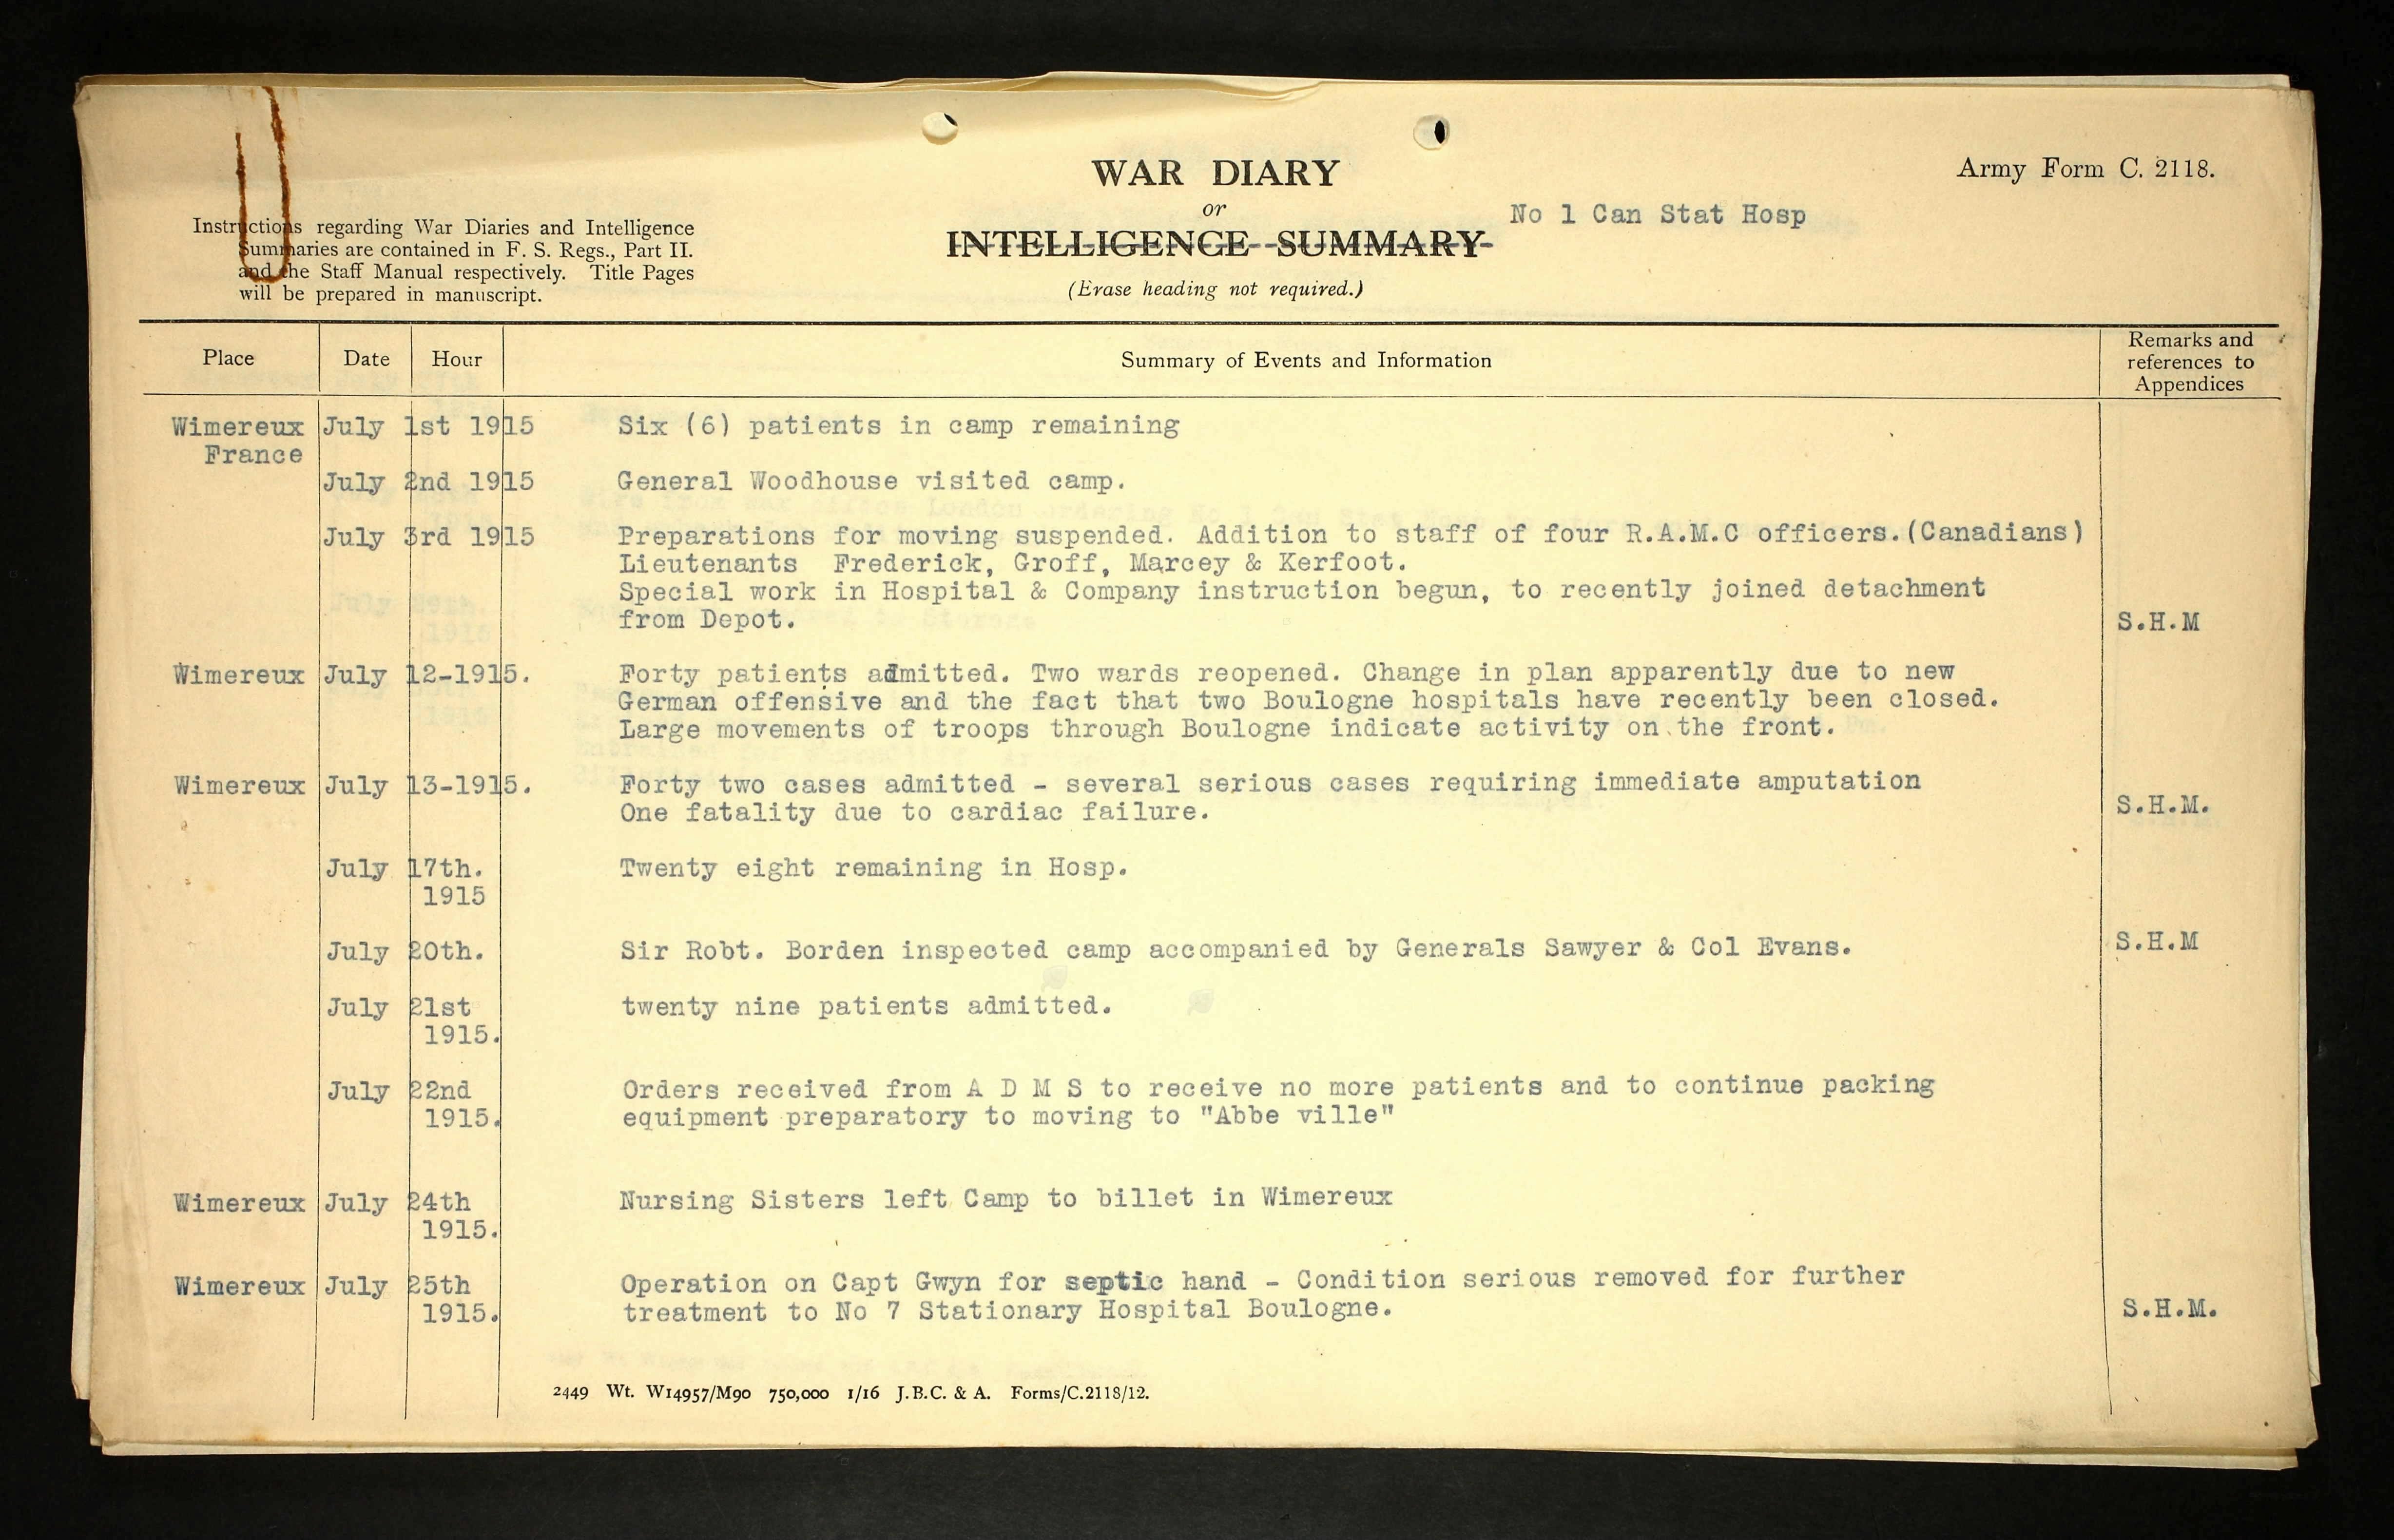 WAR DIARY
or
INTELLIGENCE SUMMARY
(Erase heading not required.)
No 1 Can Stat Hosp
Army Form C. 2118.
Instructions regarding War Diaries and Intelligence
Summaries are contained in F. S. Regs., Part II.
and the Staff Manual respectively. Title Pages
will be prepared in manuscript.
Place Date Hour Summary of Events and Information Remarks and
references to
Appendices
Wimereux July 1st 1915 Six (6) patients in camp remaining
France
July 2nd 1915 General Woodhouse visited camp.
July 3rd 1915 Preparations for moving suspended. Addition to staff of four R.A.M.C officers.(Canadians)
Lieutenants Frederick, Groff, Marcey & Kerfoot.
Special work in Hospital & Company instruction begun, to recently joined detachment
from Depot. S.H.M
Wimereux July 12-1915. Forty patients admitted. Two wards reopened. Change in plan apparently due to new
German offensive and the fact that two Boulogne hospitals have recently been closed.
Large movements of troops through Boulogne indicate activity on the front.
Wimereux July 13-1915. Forty two cases admitted - several serious cases requiring immediate amputation
One fatality due to cardiac failure. S.H.M.
July 17th. Twenty eight remaining in Hosp.
1915
July 20th. Sir Robt. Borden inspected camp accompanied by Generals Sawyer & Col Evans. S.H.M
July 21st twenty nine patients admitted.
1915.
July 22nd Orders received from A D M S to receive no more patients and to continue packing
1915. equipment preparatory to moving to "Abbe ville"
Wimereux July 24th Nursing Sisters left Camp to billet in Wimereux
1915.
Wimereux July 25th Operation on Capt Gwyn for septic hand - Condition serious removed for further
1915. treatment to No 7 Stationary Hospital Boulogne. S.H.M.
2449 Wt. W14957/M90 750,000 1/16 J.B.C. & A. Forms/C.2118/12.